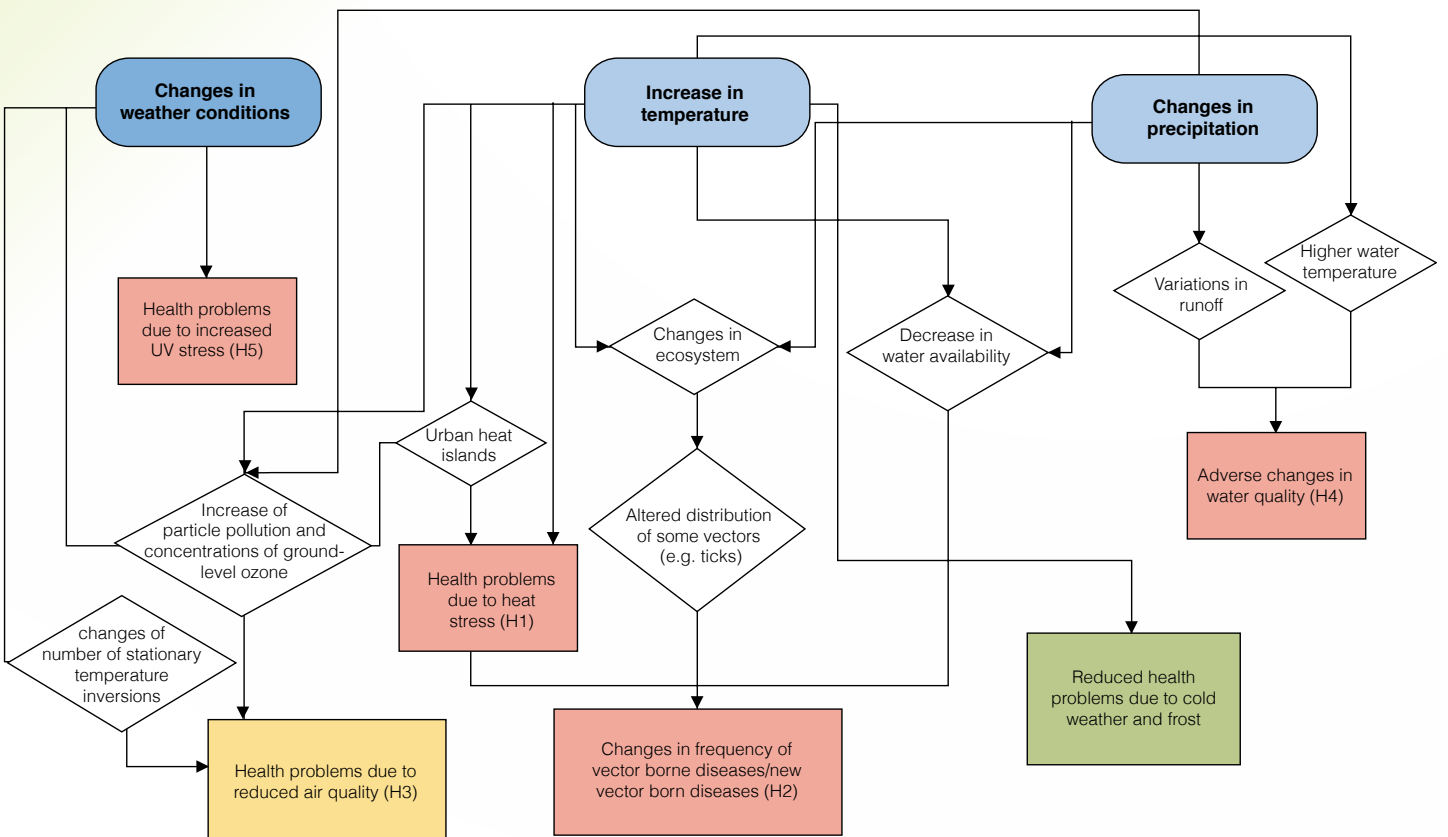 Changes in
weather conditions
Increase in
temperature
Changes in
precipitation
Higher water
temperature
Variations in
runoff
Health problems
due to increased
UV stress (H5)
Changes in
ecosystem
Decrease in
water availability
Urban heat
islands
Adverse changes in
water quality (H4)
Increase of
particle pollution and
concentrations of ground-
level ozone
Altered distribution
of some vectors
(e.g. ticks)
Health problems
due to heat
stress (H1)
changes of
number of stationary
temperature
inversions
Reduced health
problems due to cold
weather and frost
Health problems due to
reduced air quality (H3)
Changes in frequency of
vector borne diseases/new
vector born diseases (H2)